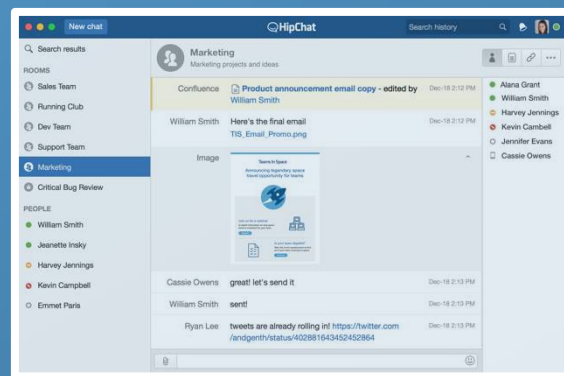 New chat
HipChat
Search history
Search results
ROOMS
Sales Team
Running Club
Dev Team
Support Team
Marketing
Critical Bug Review
PEOPLE
William Smith
Jeanette Insky
Harvey Jennings
Kevin Campbell
Emmet Paris
Marketing
Marketing projects and ideas
Confluence
Product announcement email copy - edited by
William Smith
Dec-18 2:12 PM
William Smith
Here's the final email
TIS_Email_Promo.png
Dec-18 2:12 PM
Image
Teams in Space
Announcing legendary space
travel opportunity for teams
Cassie Owens
great! let's send it
Dec-18 2:13 PM
William Smith
sent!
Dec-18 2:13 PM
Ryan Lee
tweets are already rolling in! https://twitter.com
/andgenth/status/402881643452452864
Dec-18 2:13 PM
Alana Grant
William Smith
Harvey Jennings
Kevin Cambell
Jennifer Evans
Cassie Owens